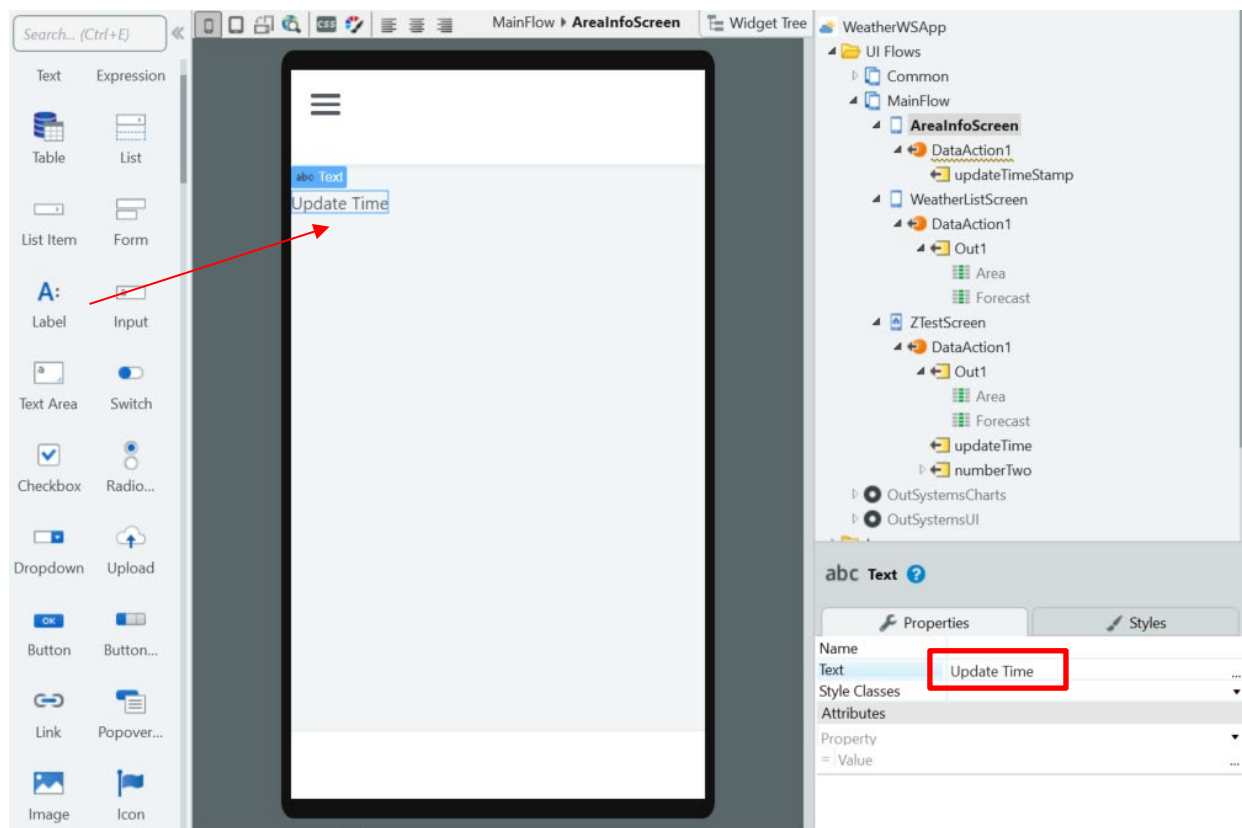 Search... (Ctrl+E)
Text Expression
Table List
List Item Form
A: a
Label Input
a
Text Area Switch
Checkbox Radio...
Dropdown Upload
OK
Button Button...
Link Popover...
Image Icon
css MainFlow AreaInfoScreen Widget Tree
abc Text
Update Time
WeatherWSApp
UI Flows
Common
MainFlow
AreaInfoScreen
DataAction1
updateTimeStamp
WeatherListScreen
DataAction1
Out1
Area
Forecast
ZTestScreen
DataAction1
Out1
Area
Forecast
updateTime
numberTwo
OutSystemsCharts
OutSystemsUI
abc Text ?
Properties Styles
Name
Text Update Time ...
Style Classes
Attributes
Property
= Value ...